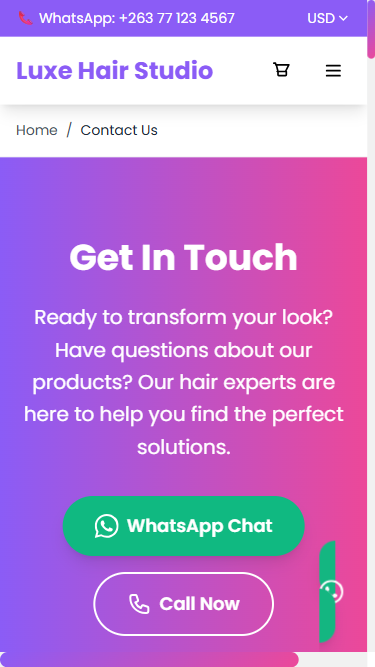 WhatsApp: +263 77 123 4567
USD
Luxe Hair Studio
Home / Contact Us
Get In Touch
Ready to transform your look?
Have questions about our
products? Our hair experts are
here to help you find the perfect
solutions.
WhatsApp Chat
Call Now